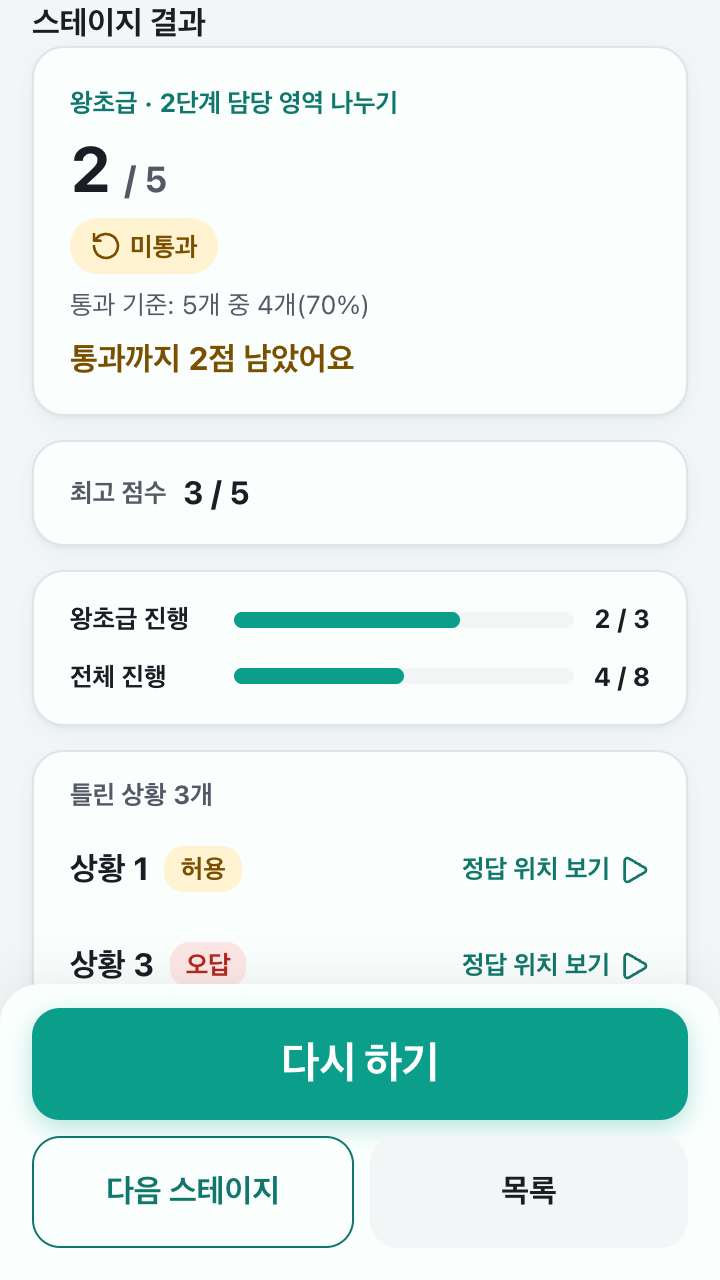 스테이지 결과
왕초급 · 2단계 담당 영역 나누기
2 / 5
미통과
통과 기준: 5개 중 4개(70%)
통과까지 2점 남았어요
최고 점수 3 / 5
왕초급 진행 2 / 3
전체 진행 4 / 8
틀린 상황 3개
상황 1 허용 정답 위치 보기
상황 3 오답 정답 위치 보기
다시 하기
다음 스테이지 목록